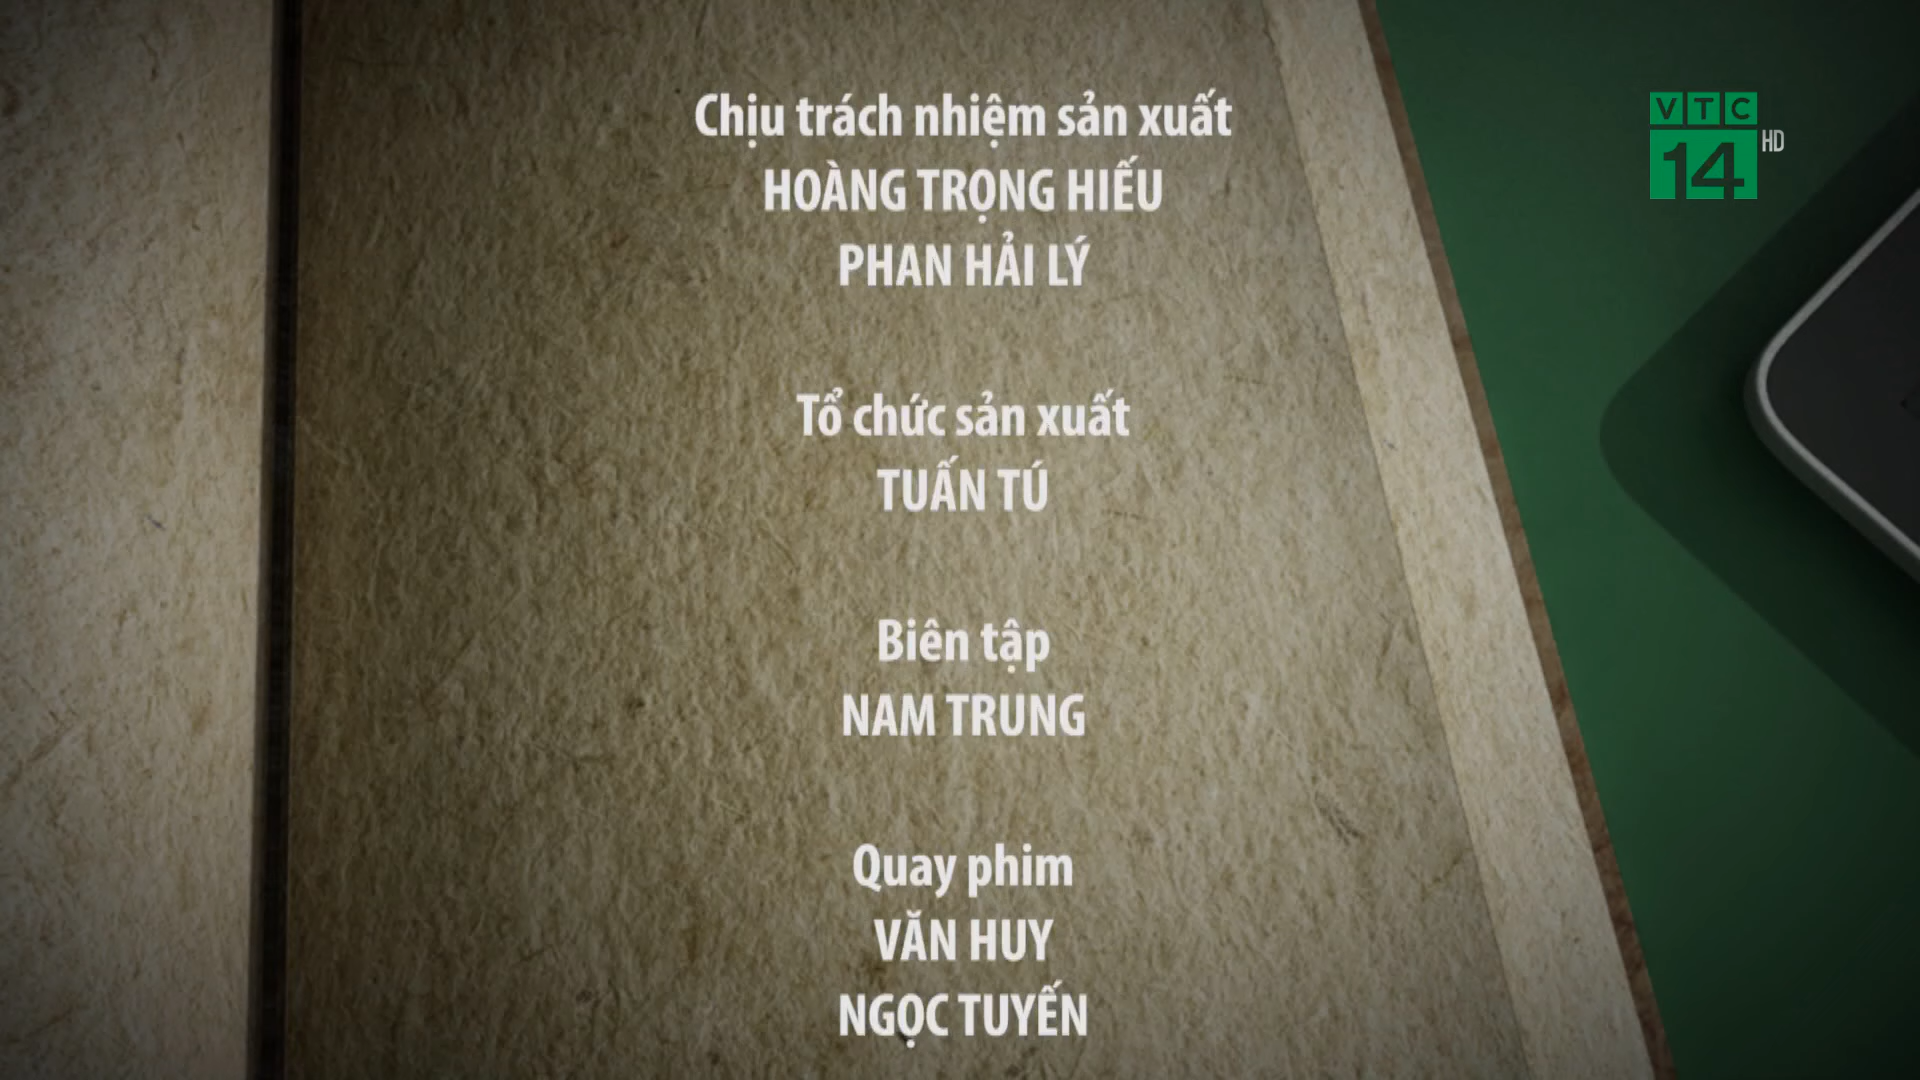 Chịu trách nhiệm sản xuất
HOÀNG TRỌNG HIẾU
PHAN HẢI LÝ
Tổ chức sản xuất
TUẤN TÚ
Biên tập
NAM TRUNG
Quay phim
VĂN HUY
NGỌC TUYẾN
VTC
14 HD